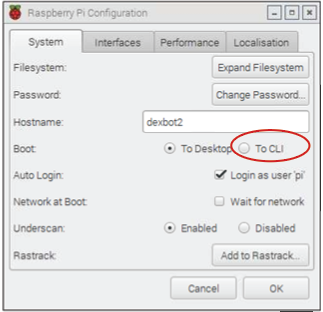 Raspberry Pi Configuration
System Interfaces Performance Localisation
Filesystem: Expand Filesystem
Password: Change Password...
Hostname: dexbot2
Boot: To Desktop To CLI
Auto Login: Login as user 'pi'
Network at Boot: Wait for network
Underscan: Enabled Disabled
Rastrack: Add to Rastrack...
Cancel OK